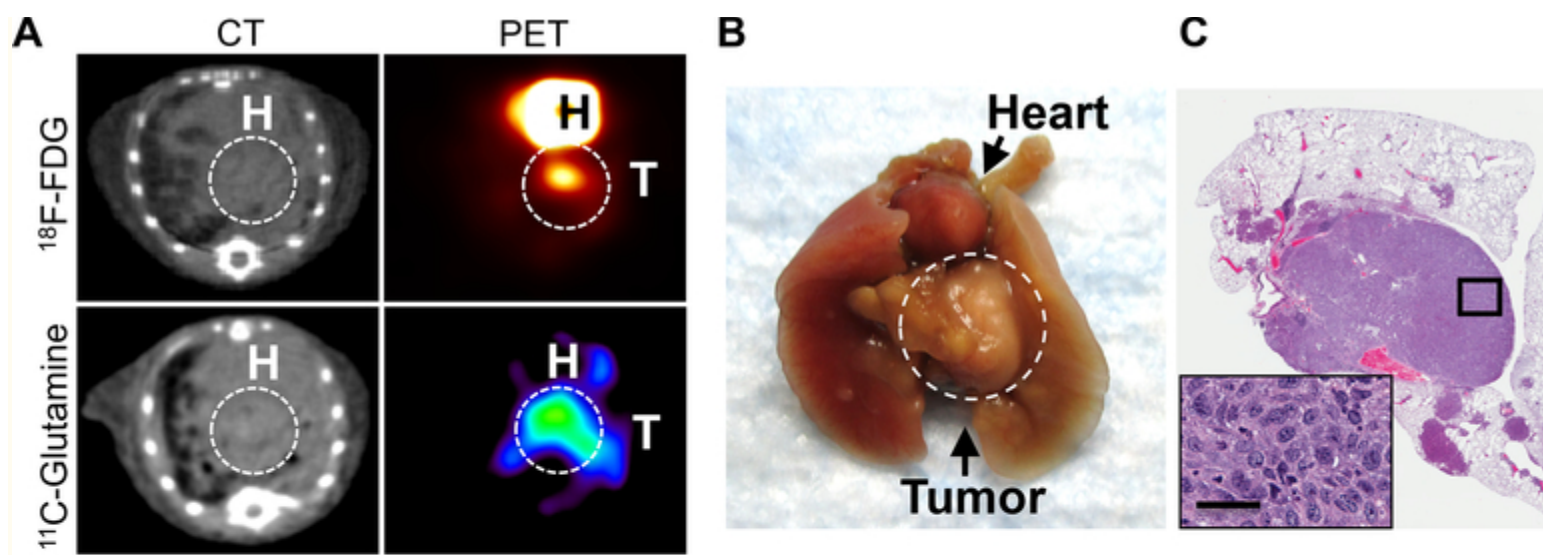 A
CT
PET
B
C
18F-FDG
H
H
T
Heart
11C-Glutamine
H
H
T
Tumor